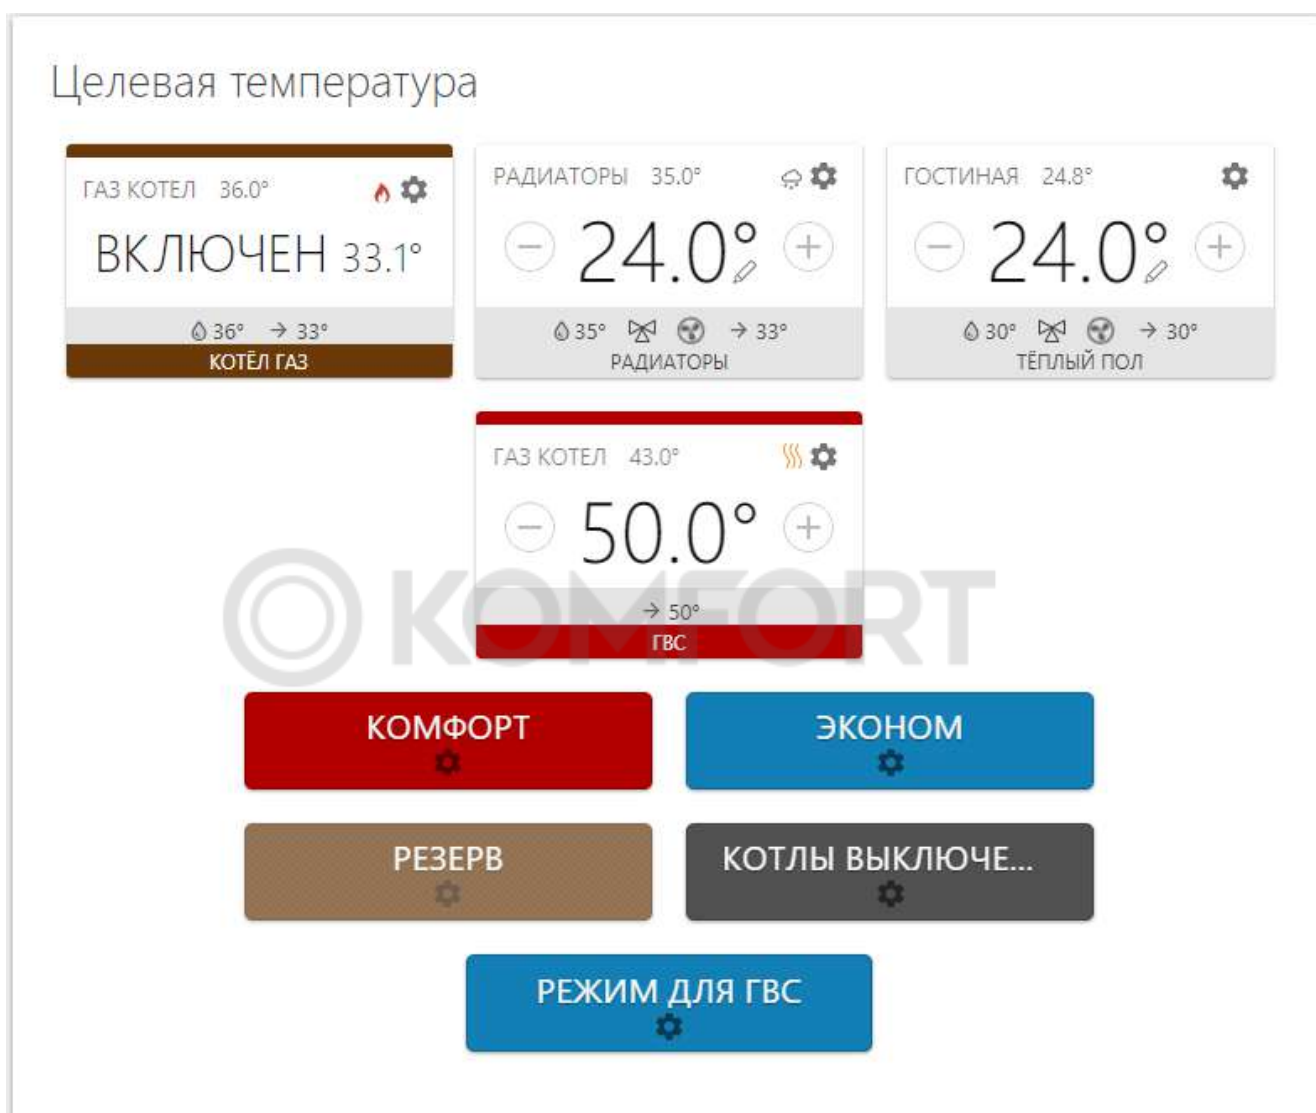 Целевая температура
ГАЗ КОТЕЛ 36.0°
ВКЛЮЧЕН 33.1°
36° → 33°
КОТЁЛ ГАЗ
РАДИАТОРЫ 35.0°
− 24.0° +
35° → 33°
РАДИАТОРЫ
ГОСТИНАЯ 24.8°
− 24.0° +
30° → 30°
ТЁПЛЫЙ ПОЛ
ГАЗ КОТЕЛ 43.0°
− 50.0° +
→ 50°
ГВС
KOMFORT
КОМФОРТ
ЭКОНОМ
РЕЗЕРВ
КОТЛЫ ВЫКЛЮЧЕ...
РЕЖИМ ДЛЯ ГВС